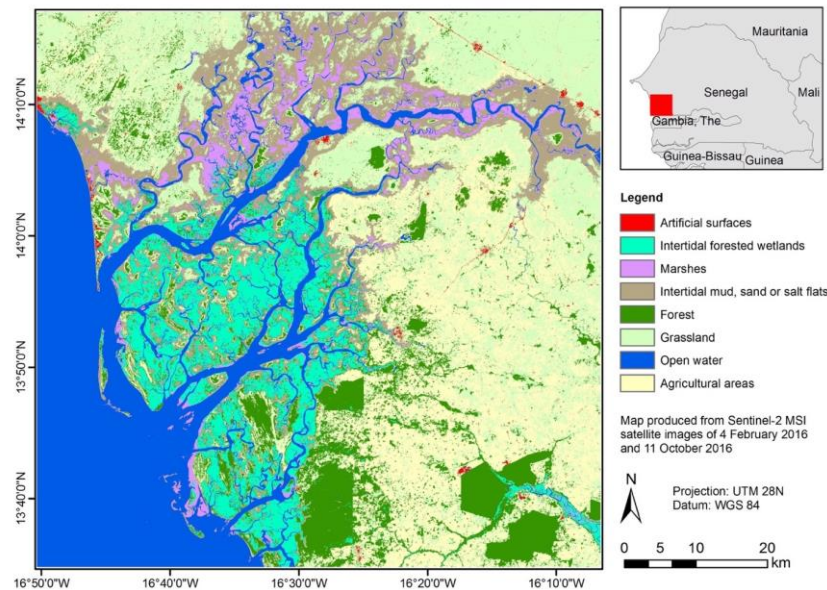 Mauritania
Senegal
Mali
Gambia, The
Guinea-Bissau
Guinea
Legend
Artificial surfaces
Intertidal forested wetlands
Marshes
Intertidal mud, sand or salt flats
Forest
Grassland
Open water
Agricultural areas
Map produced from Sentinel-2 MSI
satellite images of 4 February 2016
and 11 October 2016
N
Projection: UTM 28N
Datum: WGS 84
0 5 10 20
km
14°10'0"N
14°0'0"N
13°50'0"N
13°40'0"N
16°50'0"W 16°40'0"W 16°30'0"W 16°20'0"W 16°10'0"W